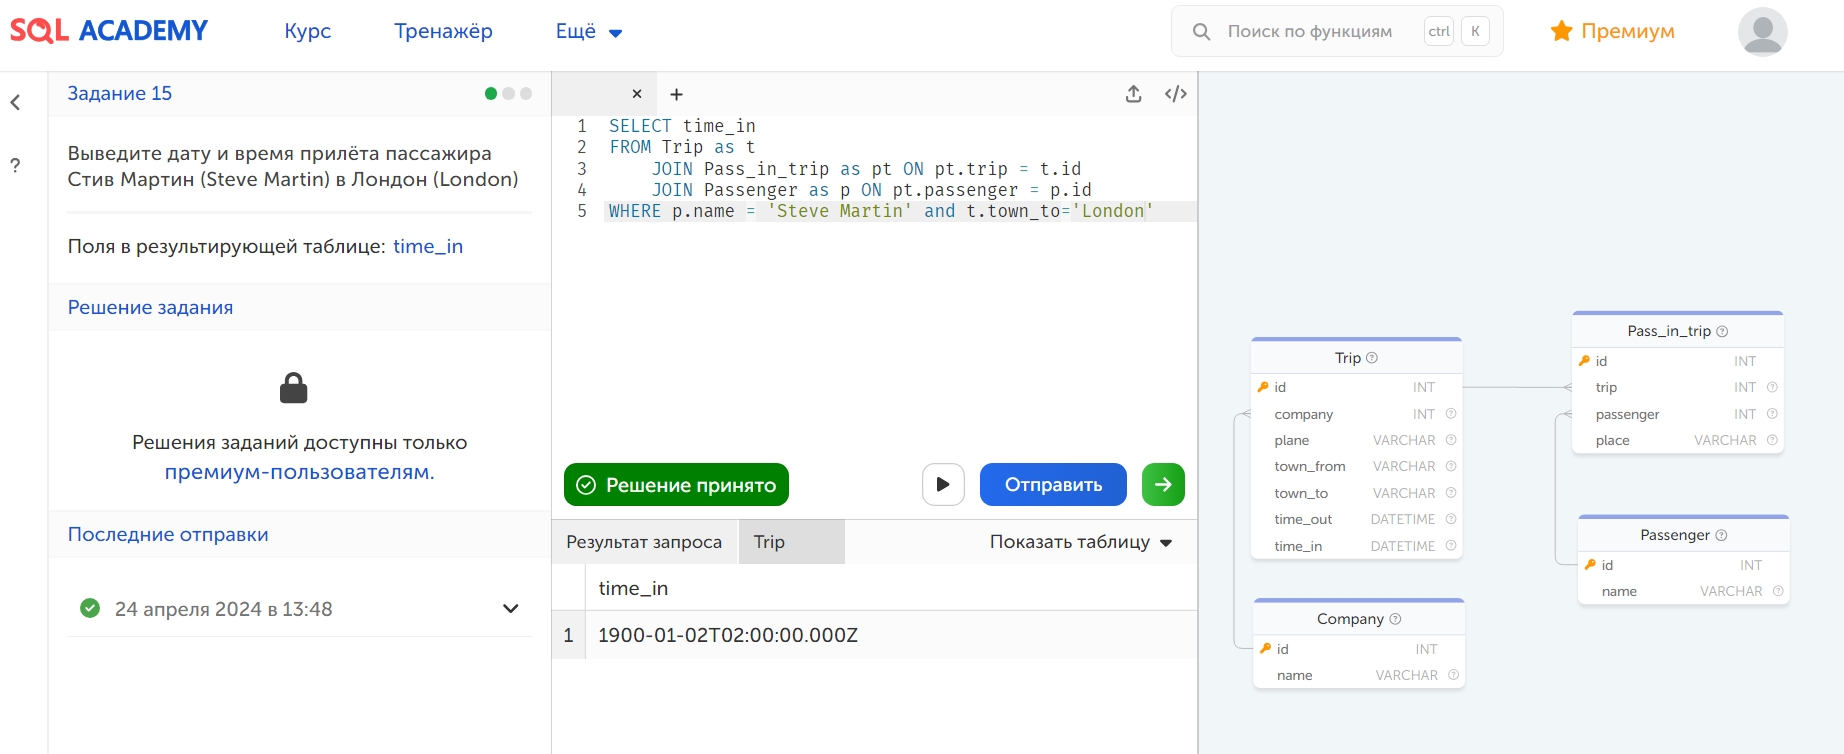 SQL ACADEMY
Курс
Тренажёр
Ещё
Поиск по функциям
ctrl
K
Премиум
Задание 15
Выведите дату и время прилёта пассажира
Стив Мартин (Steve Martin) в Лондон (London)
Поля в результирующей таблице: time_in
Решение задания
Решения заданий доступны только
премиум-пользователям.
Последние отправки
24 апреля 2024 в 13:48
1 SELECT time_in
2 FROM Trip as t
3 JOIN Pass_in_trip as pt ON pt.trip = t.id
4 JOIN Passenger as p ON pt.passenger = p.id
5 WHERE p.name = 'Steve Martin' and t.town_to='London'
Решение принято
Отправить
Результат запроса
Trip
Показать таблицу
time_in
1 1900-01-02T02:00:00.000Z
Trip
id INT
company INT
plane VARCHAR
town_from VARCHAR
town_to VARCHAR
time_out DATETIME
time_in DATETIME
Company
id INT
name VARCHAR
Pass_in_trip
id INT
trip INT
passenger INT
place VARCHAR
Passenger
id INT
name VARCHAR